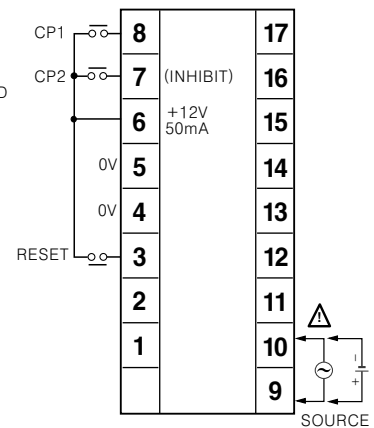 CP1 8 17
CP2 7 (INHIBIT) 16
D
6 +12V 15
50mA
0V 5 14
0V 4 13
RESET 3 12
2 11
1 10
9
SOURCE